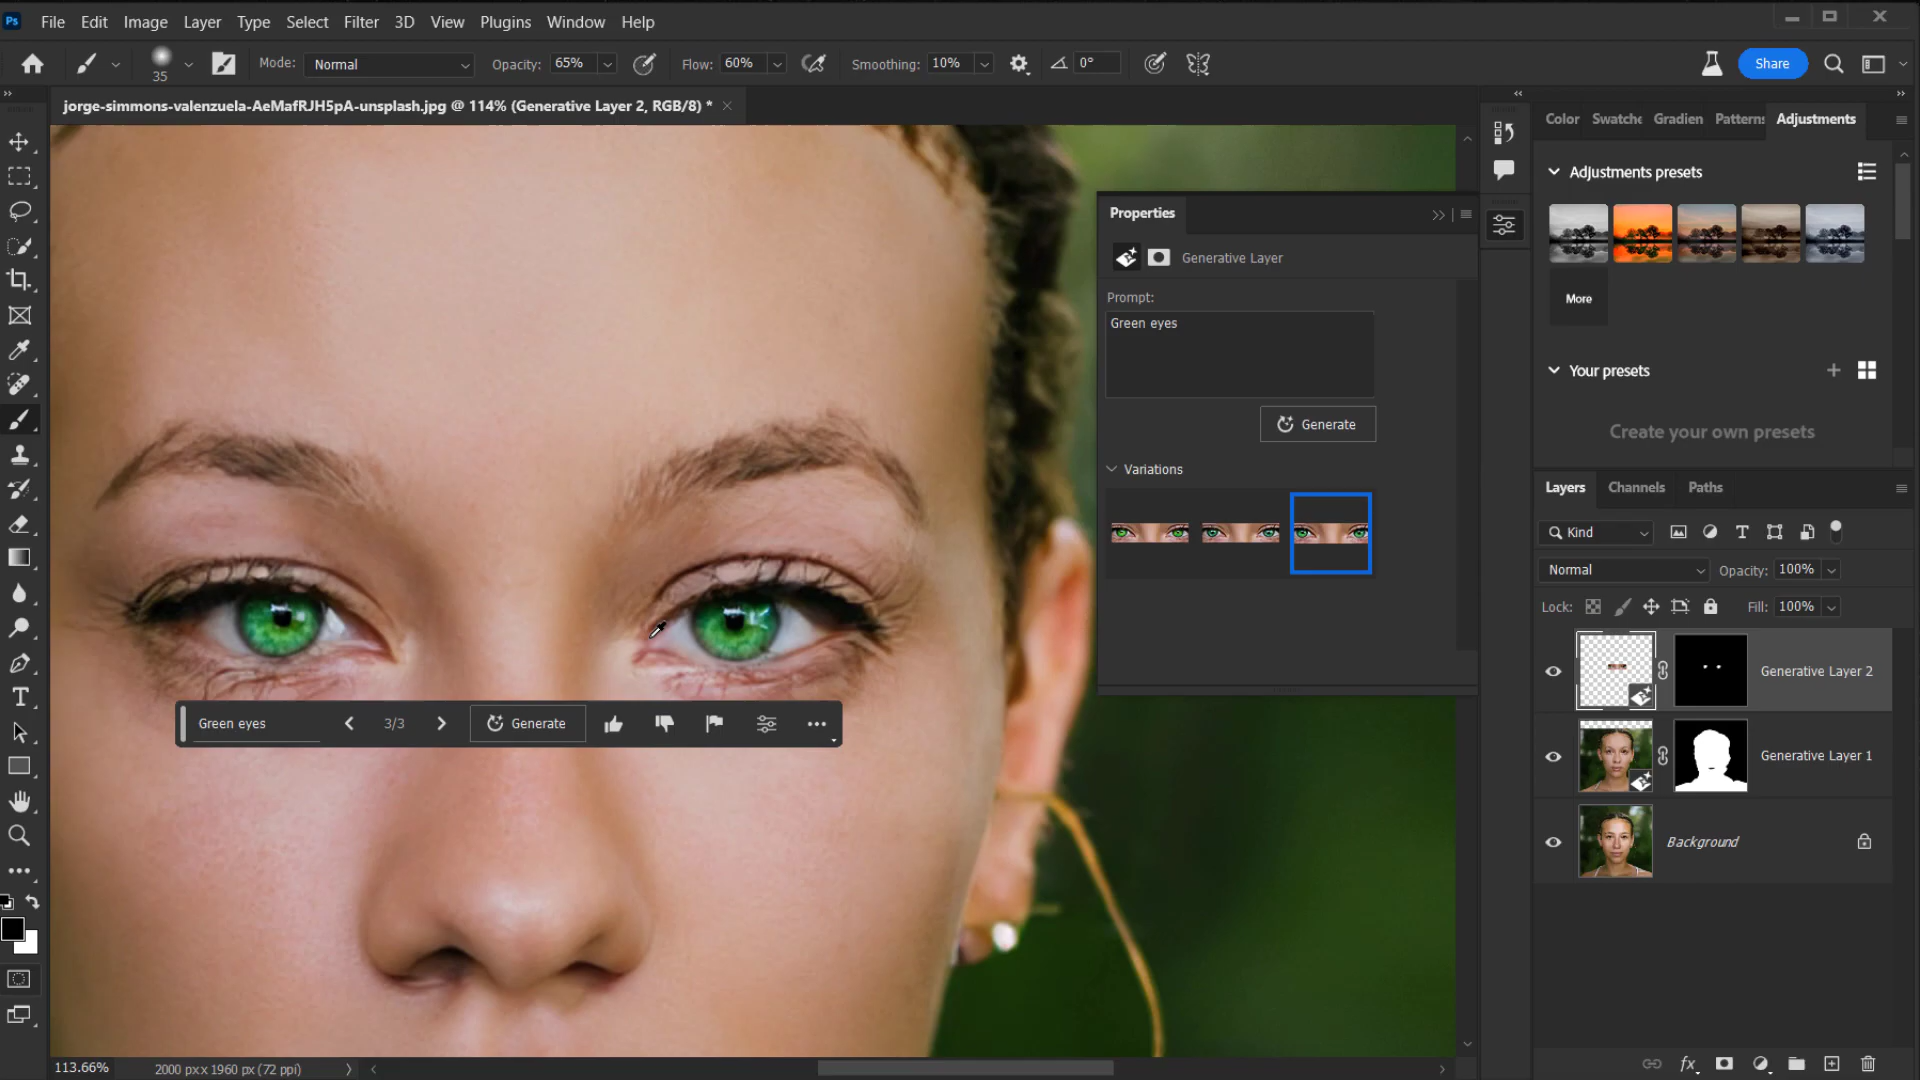 Ps File Edit Image Layer Type Select Filter 3D View Plugins Window Help
35 Mode: Normal Opacity: 65% Flow: 60% Smoothing: 10% 0° Share
jorge-simmons-valenzuela-AeMafRJH5pA-unsplash.jpg @ 114% (Generative Layer 2, RGB/8) *
Color Swatche Gradien Patterns Adjustments
Adjustments presets
More
Your presets
Create your own presets
Properties
Generative Layer
Prompt:
Green eyes
Generate
Variations
Green eyes 3/3 Generate
Layers Channels Paths
Kind
Normal Opacity: 100%
Lock: Fill: 100%
Generative Layer 2
Generative Layer 1
Background
fx
113.66% 2000 px x 1960 px (72 ppi)